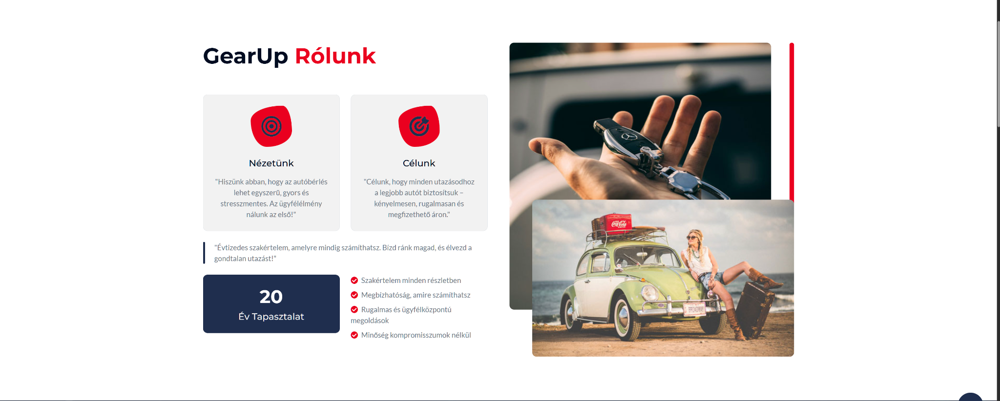 GearUp Rólunk
Nézetünk
"Hiszünk abban, hogy az autóbérlés
lehet egyszerű, gyors és
stresszmentes. Az ügyfélélmény
nálunk az első!"
Célunk
"Célunk, hogy minden utazásodhoz
a legjobb autót biztosítsuk –
kényelmesen, rugalmasan és
megfizethető áron."
"Évtizedes szakértelem, amelyre mindig számíthatsz. Bízd ránk magad, és élvezd a
gondtalan utazást!"
20
Év Tapasztalat
Szakértelem minden részletben
Megbízhatóság, amire számíthatsz
Rugalmas és ügyfélközpontú
megoldások
Minőség kompromisszumok nélkül
Coca-Cola
BROADWAY